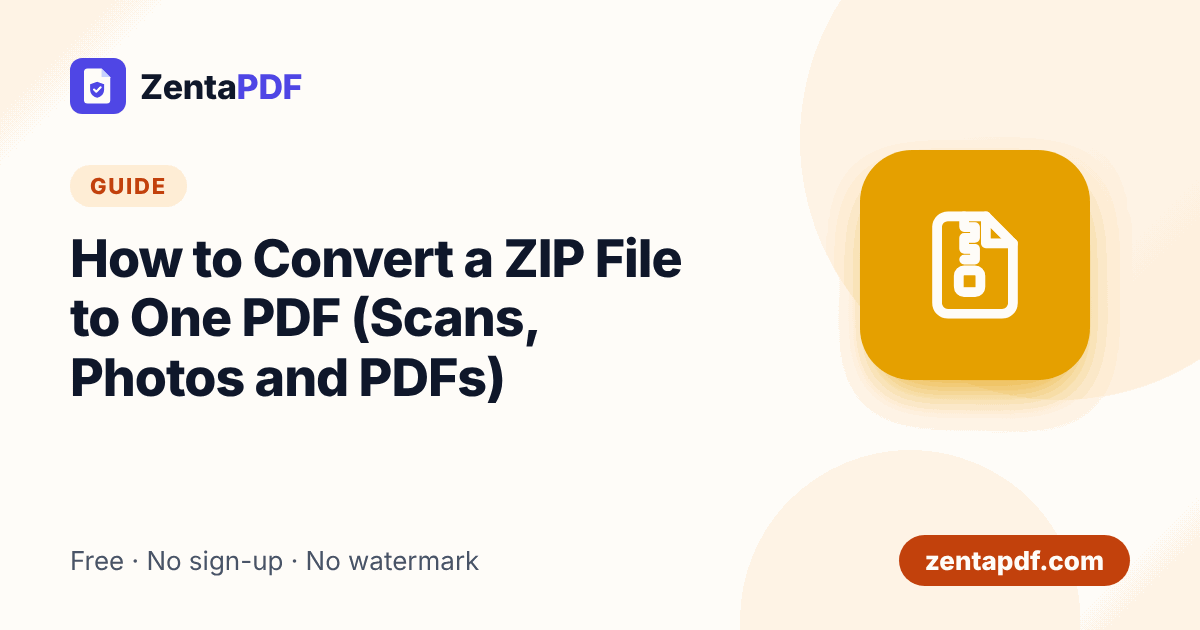 ZentaPDF
GUIDE
How to Convert a ZIP File
to One PDF (Scans,
Photos and PDFs)
Free · No sign-up · No watermark
zentapdf.com